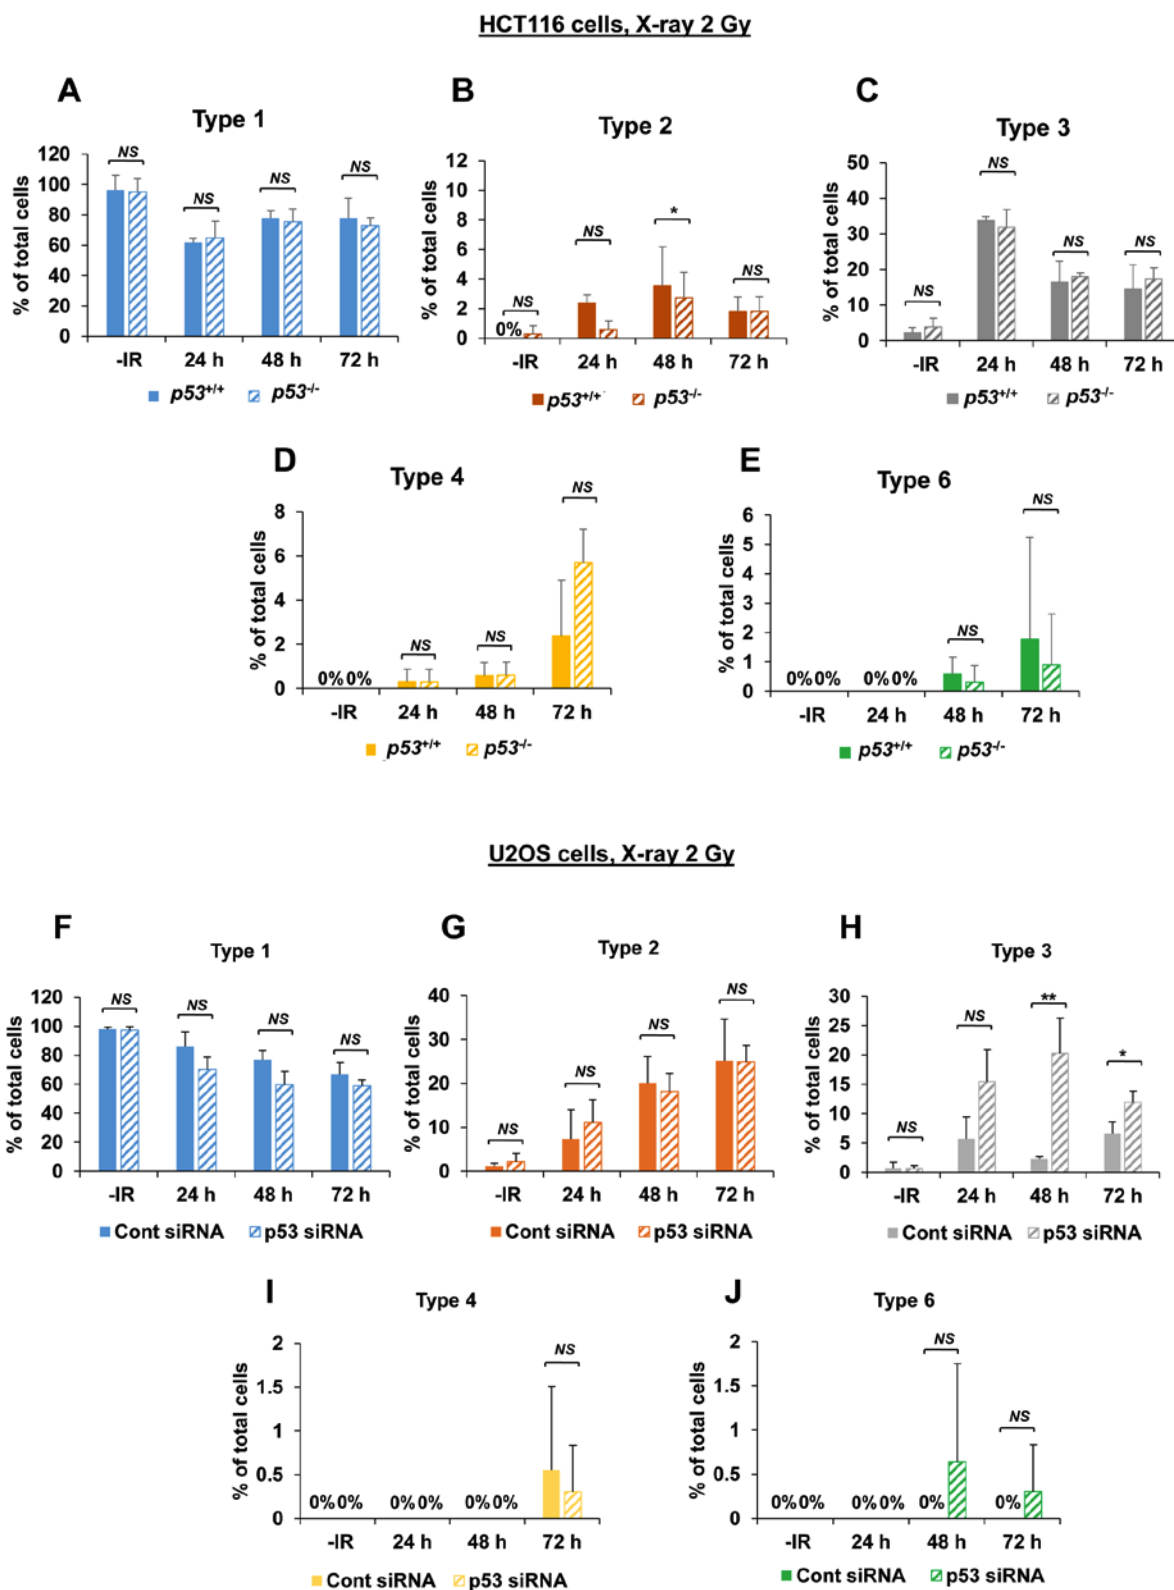 HCT116 cells, X-ray 2 Gy
A
Type 1
% of total cells
120
100
80
60
40
20
0
NS
NS
NS
NS
-IR 24 h 48 h 72 h
p53+/+ p53-/-
B
Type 2
% of total cells
12
10
8
6
4
2
0
NS
NS
*
NS
0%
-IR 24 h 48 h 72 h
p53+/+ p53-/-
C
Type 3
% of total cells
50
40
30
20
10
0
NS
NS
NS
NS
-IR 24 h 48 h 72 h
p53+/+ p53-/-
D
Type 4
% of total cells
8
6
4
2
0
NS
NS
NS
0% 0%
-IR 24 h 48 h 72 h
p53+/+ p53-/-
E
Type 6
% of total cells
6
5
4
3
2
1
0
NS
NS
0% 0% 0% 0%
-IR 24 h 48 h 72 h
p53+/+ p53-/-
U2OS cells, X-ray 2 Gy
F
Type 1
% of total cells
120
100
80
60
40
20
0
NS
NS
NS
NS
-IR 24 h 48 h 72 h
Cont siRNA p53 siRNA
G
Type 2
% of total cells
40
30
20
10
0
NS
NS
NS
NS
-IR 24 h 48 h 72 h
Cont siRNA p53 siRNA
H
Type 3
% of total cells
30
25
20
15
10
5
0
NS
NS
**
*
-IR 24 h 48 h 72 h
Cont siRNA p53 siRNA
I
Type 4
% of total cells
2
1.5
1
0.5
0
NS
0% 0% 0% 0% 0% 0%
-IR 24 h 48 h 72 h
Cont siRNA p53 siRNA
J
Type 6
% of total cells
2
1.5
1
0.5
0
NS
NS
0% 0% 0% 0% 0% 0%
-IR 24 h 48 h 72 h
Cont siRNA p53 siRNA